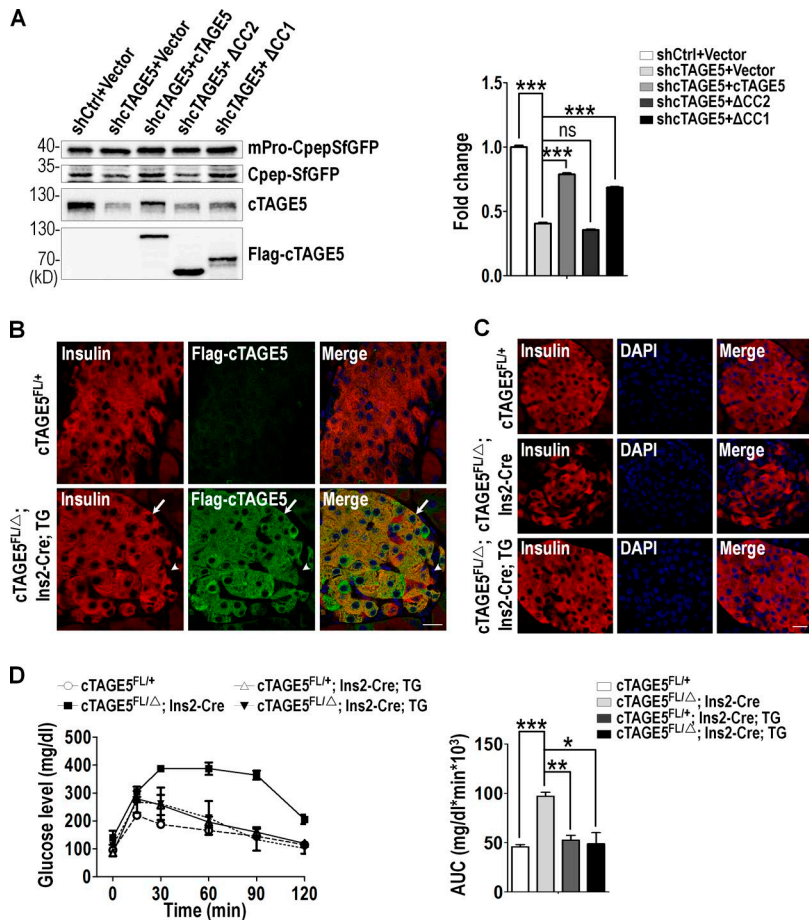 A
shCtrl+Vector
shcTAGE5+Vector
shcTAGE5+cTAGE5
shcTAGE5+ ΔCC2
shcTAGE5+ ΔCC1
40-
mPro-CpepSfGFP
35-
Cpep-SfGFP
130-
cTAGE5
130-
70-
(kD)
Flag-cTAGE5
shCtrl+Vector
shcTAGE5+Vector
shcTAGE5+cTAGE5
shcTAGE5+ΔCC2
shcTAGE5+ΔCC1
Fold change
1.5
1.0
0.5
0.0
***
***
ns
***
B
Insulin
Flag-cTAGE5
Merge
cTAGE5FL/+
Insulin
Flag-cTAGE5
Merge
cTAGE5FL/△;
Ins2-Cre; TG
C
Insulin
DAPI
Merge
cTAGE5FL/+
Insulin
DAPI
Merge
cTAGE5FL/△;
Ins2-Cre
Insulin
DAPI
Merge
cTAGE5FL/△;
Ins2-Cre; TG
D
cTAGE5FL/+
cTAGE5FL/+; Ins2-Cre; TG
cTAGE5FL/△; Ins2-Cre
cTAGE5FL/△; Ins2-Cre; TG
Glucose level (mg/dl)
500
400
300
200
100
0
0 30 60 90 120
Time (min)
cTAGE5FL/+
cTAGE5FL/△; Ins2-Cre
cTAGE5FL/+; Ins2-Cre; TG
cTAGE5FL/△; Ins2-Cre; TG
AUC (mg/dl*min*10³)
150
100
50
0
***
*
**